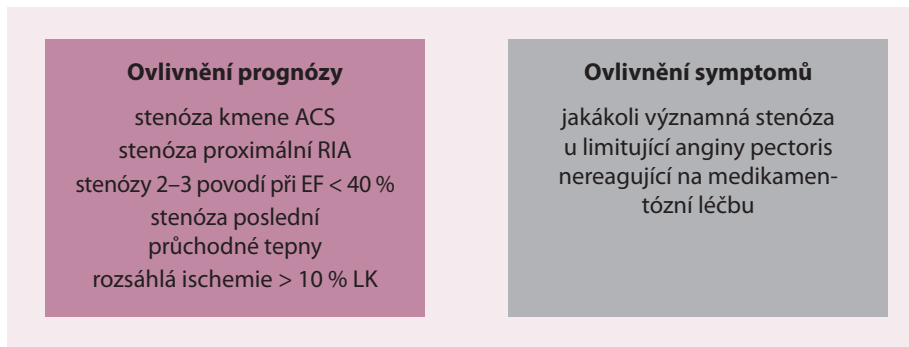 Ovlivnění prognózy
stenóza kmene ACS
stenóza proximální RIA
stenózy 2–3 povodí při EF < 40 %
stenóza poslední
průchodné tepny
rozsáhlá ischemie > 10 % LK
Ovlivnění symptomů
jakákoli významná stenóza
u limitující anginy pectoris
nereagující na medikamen-
tózní léčbu